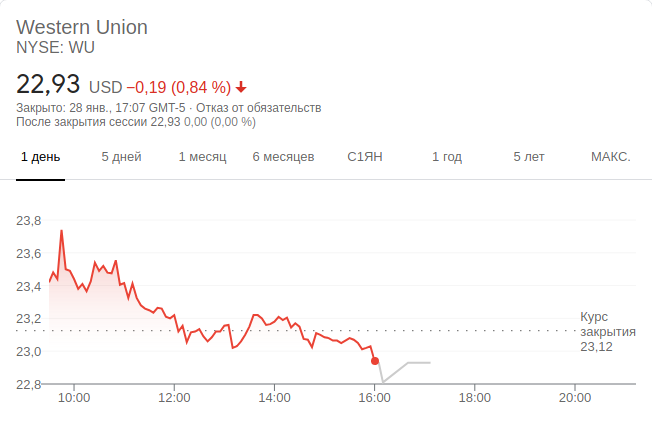 Western Union
NYSE: WU
22,93 USD −0,19 (0,84 %)
Закрыто: 28 янв., 17:07 GMT-5 · Отказ от обязательств
После закрытия сессии 22,93 0,00 (0,00 %)
1 день 5 дней 1 месяц 6 месяцев С1ЯН 1 год 5 лет МАКС.
23,8
23,6
23,4
23,2
23,0
22,8
Курс
закрытия
23,12
10:00 12:00 14:00 16:00 18:00 20:00